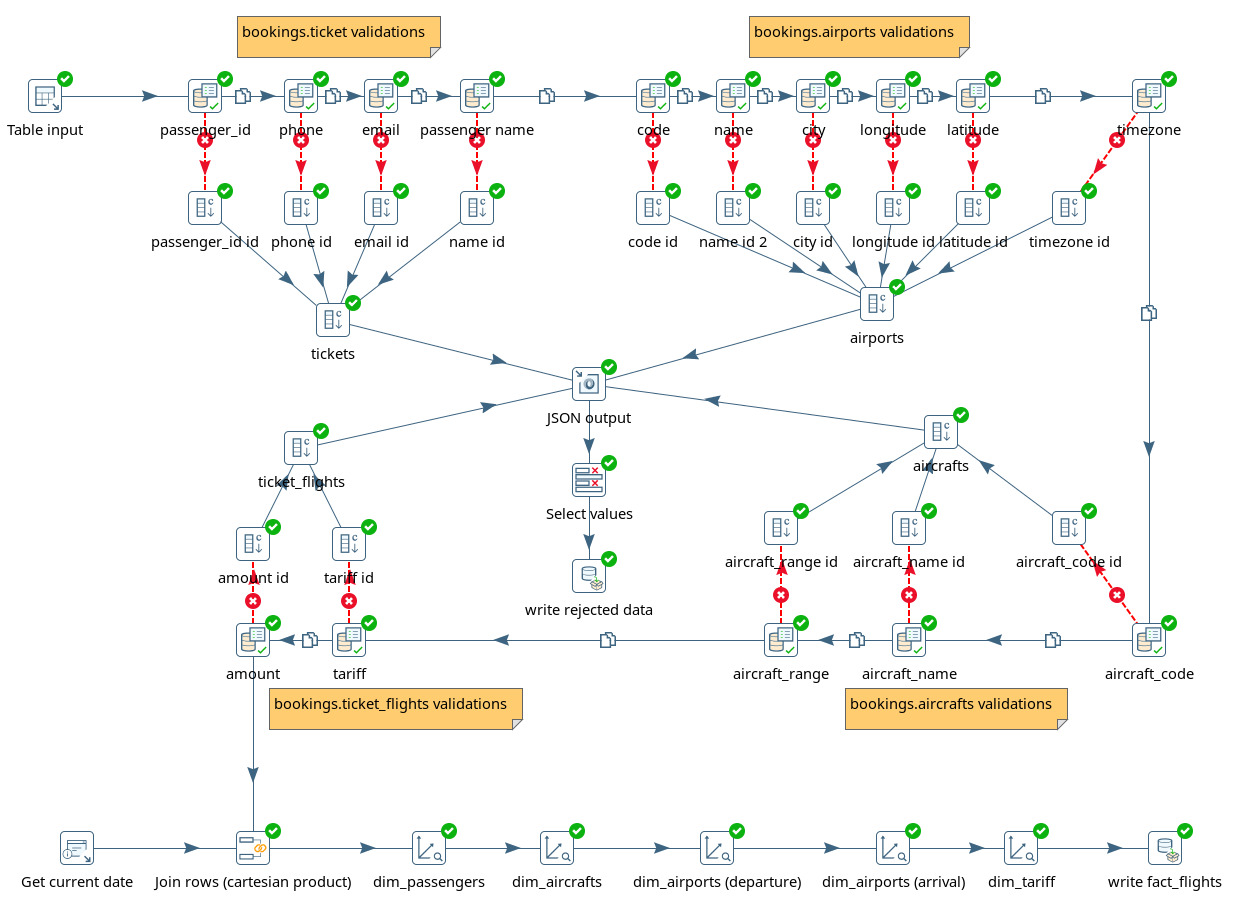 bookings.ticket validations
bookings.airports validations
Table input
passenger_id
phone
email
passenger name
code
name
city
longitude
latitude
timezone
passenger_id id
phone id
email id
name id
code id
name id 2
city id
longitude id
latitude id
timezone id
tickets
airports
JSON output
ticket_flights
aircrafts
Select values
amount id
tariff id
aircraft_range id
aircraft_name id
aircraft_code id
write rejected data
amount
tariff
aircraft_range
aircraft_name
aircraft_code
bookings.ticket_flights validations
bookings.aircrafts validations
Get current date
Join rows (cartesian product)
dim_passengers
dim_aircrafts
dim_airports (departure)
dim_airports (arrival)
dim_tariff
write fact_flights